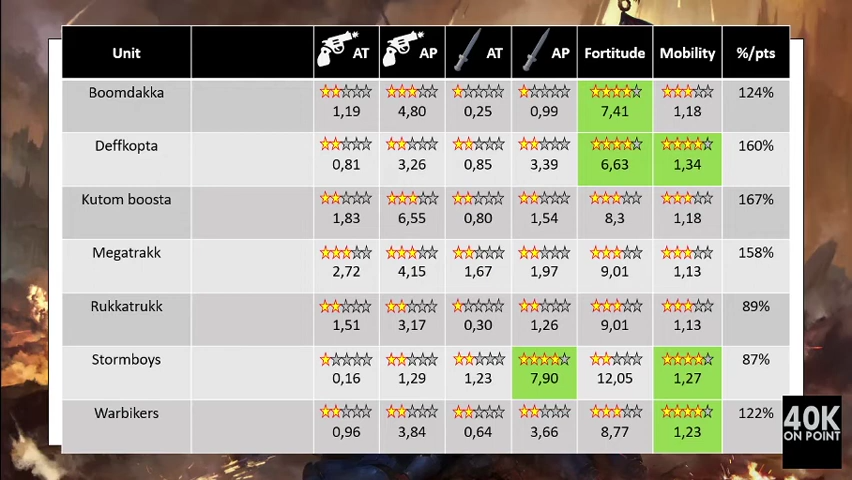 Unit AT AP AT AP Fortitude Mobility %/pts
Boomdakka 124%
1,19 4,80 0,25 0,99 7,41 1,18
Deffkopta 160%
0,81 3,26 0,85 3,39 6,63 1,34
Kutom boosta 167%
1,83 6,55 0,80 1,54 8,3 1,18
Megatrakk 158%
2,72 4,15 1,67 1,97 9,01 1,13
Rukkatrukk 89%
1,51 3,17 0,30 1,26 9,01 1,13
Stormboys 87%
0,16 1,29 1,23 7,90 12,05 1,27
Warbikers 122%
0,96 3,84 0,64 3,66 8,77 1,23
40K
ON POINT